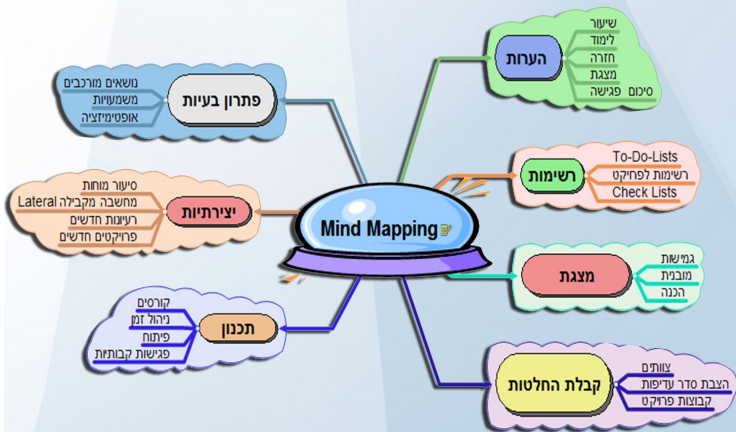 Mind Mapping
הערות
שיעור
לימוד
חזרה
מצגת
סיכום פגישה
רשימות
To-Do-Lists
רשימות לפרויקט
Check Lists
מצגת
גמישות
מובנית
הכנה
קבלת החלטות
צוותים
הצבת סדר עדיפות
קבוצות פרויקט
פתרון בעיות
נושאים מורכבים
משמעויות
אופטימיזציה
יצירתיות
סיעור מוחות
מחשבה מקבילה Lateral
רעיונות חדשים
פרויקטים חדשים
תכנון
קורסים
ניהול זמן
פיתוח
פגישות קבותיות